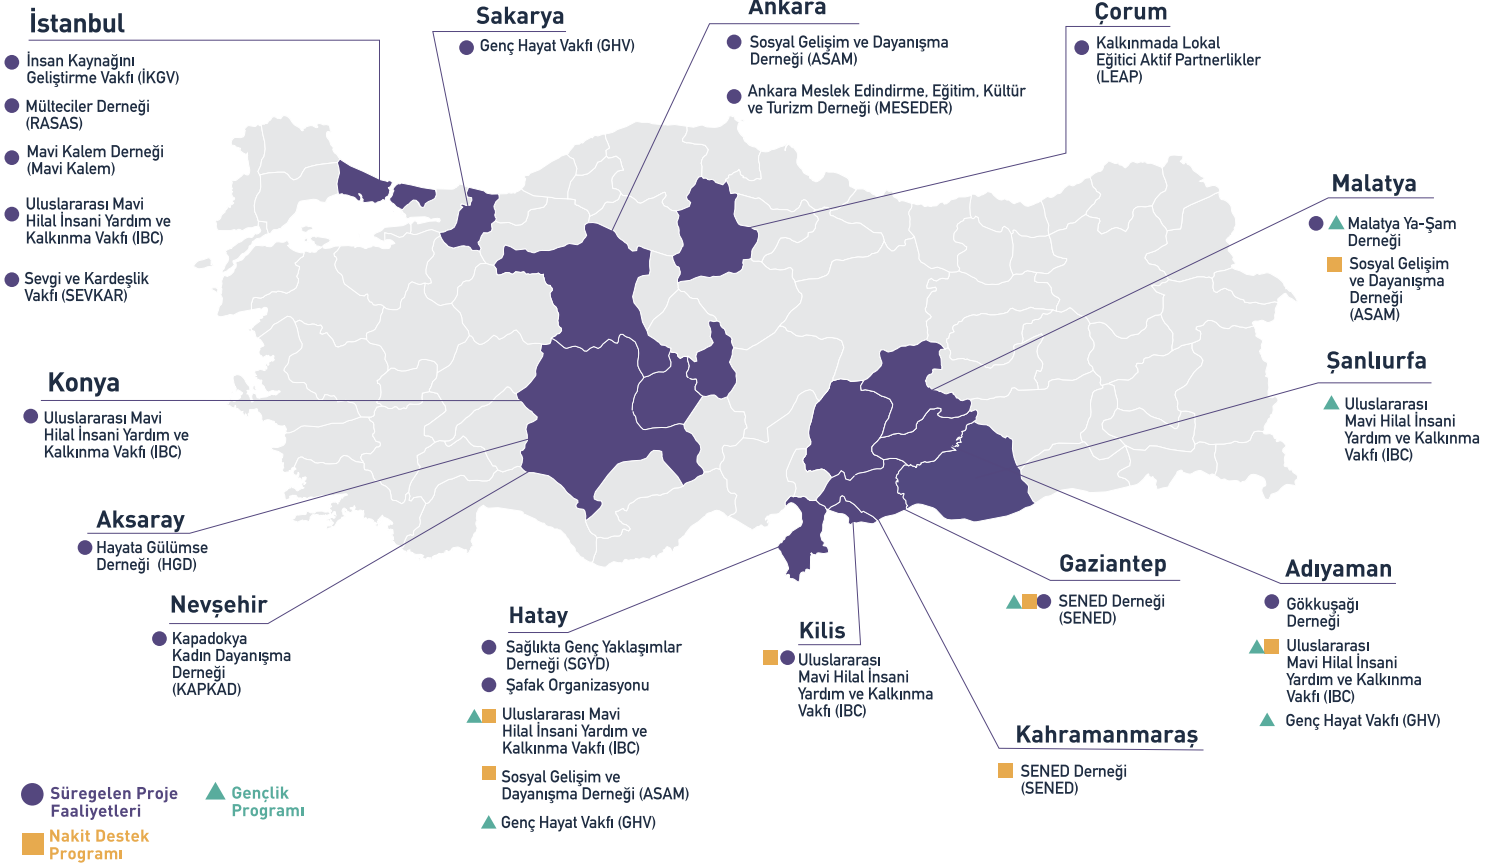 İstanbul
İnsan Kaynağını
Geliştirme Vakfı (İKGV)
Mülteciler Derneği
(RASAS)
Mavi Kalem Derneği
(Mavi Kalem)
Uluslararası Mavi
Hilal İnsani Yardım ve
Kalkınma Vakfı (İBC)
Sevgi ve Kardeşlik
Vakfı (SEVKAR)
Sakarya
Genç Hayat Vakfı (GHV)
Ankara
Sosyal Gelişim ve Dayanışma
Derneği (ASAM)
Ankara Meslek Edindirme, Eğitim, Kültür
ve Turizm Derneği (MESEDER)
Çorum
Kalkınmada Lokal
Eğitici Aktif Partnerlikler
(LEAP)
Malatya
Malatya Ya-Şam
Derneği
Sosyal Gelişim
ve Dayanışma
Derneği
(ASAM)
Şanlıurfa
Uluslararası
Mavi Hilal İnsani
Yardım ve Kalkınma
Vakfı (İBC)
Konya
Uluslararası Mavi
Hilal İnsani Yardım ve
Kalkınma Vakfı (İBC)
Aksaray
Hayata Gülümse
Derneği (HGD)
Nevşehir
Kapadokya
Kadın Dayanışma
Derneği
(KAPKAD)
Hatay
Sağlıkta Genç Yaklaşımlar
Derneği (SGYD)
Şafak Organizasyonu
Uluslararası Mavi
Hilal İnsani Yardım ve
Kalkınma Vakfı (İBC)
Sosyal Gelişim ve
Dayanışma Derneği (ASAM)
Genç Hayat Vakfı (GHV)
Kilis
Uluslararası
Mavi Hilal İnsani
Yardım ve Kalkınma
Vakfı (İBC)
Gaziantep
SENED Derneği
(SENED)
Kahramanmaraş
SENED Derneği
(SENED)
Adıyaman
Gökkuşağı
Derneği
Uluslararası
Mavi Hilal İnsani
Yardım ve Kalkınma
Vakfı (İBC)
Genç Hayat Vakfı (GHV)
Süregelen Proje
Faaliyetleri
Gençlik
Programı
Nakit Destek
Programı